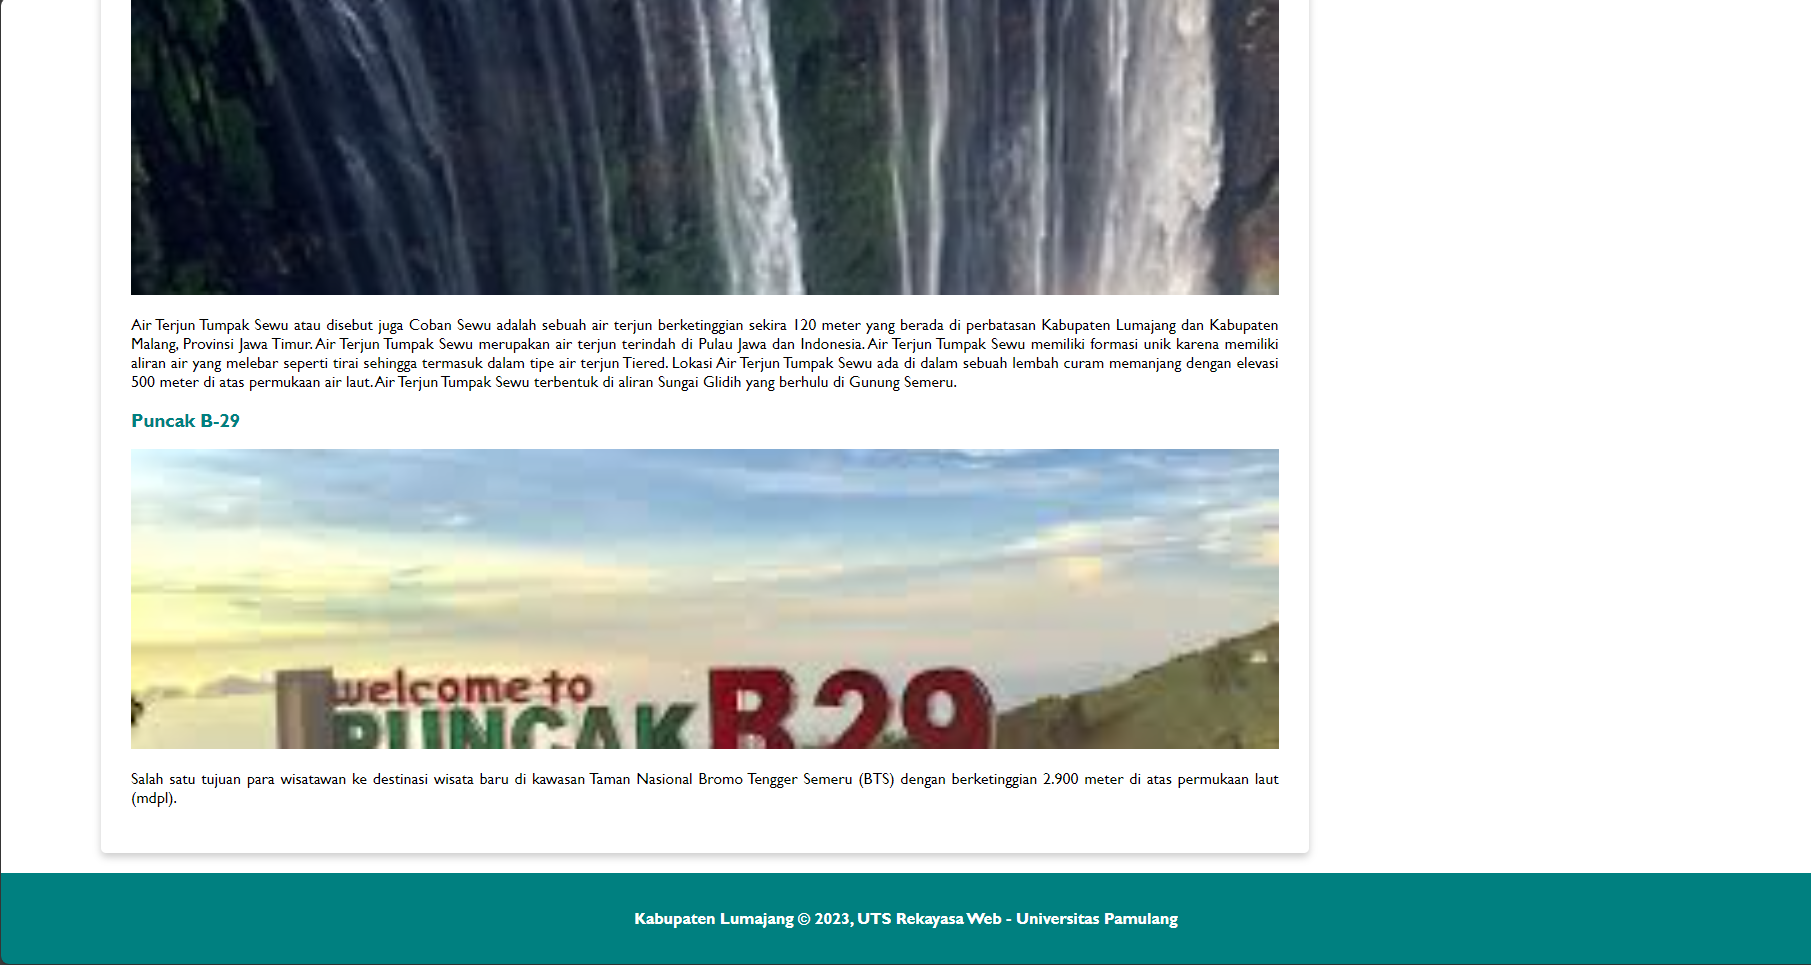 Air Terjun Tumpak Sewu atau disebut juga Coban Sewu adalah sebuah air terjun berketinggian sekira 120 meter yang berada di perbatasan Kabupaten Lumajang dan Kabupaten
Malang, Provinsi Jawa Timur. Air Terjun Tumpak Sewu merupakan air terjun terindah di Pulau Jawa dan Indonesia. Air Terjun Tumpak Sewu memiliki formasi unik karena memiliki
aliran air yang melebar seperti tirai sehingga termasuk dalam tipe air terjun Tiered. Lokasi Air Terjun Tumpak Sewu ada di dalam sebuah lembah curam memanjang dengan elevasi
500 meter di atas permukaan air laut. Air Terjun Tumpak Sewu terbentuk di aliran Sungai Glidih yang berhulu di Gunung Semeru.
Puncak B-29
welcome to
PUNCAK B29
Salah satu tujuan para wisatawan ke destinasi wisata baru di kawasan Taman Nasional Bromo Tengger Semeru (BTS) dengan berketinggian 2.900 meter di atas permukaan laut
(mdpl).
Kabupaten Lumajang © 2023, UTS Rekayasa Web - Universitas Pamulang